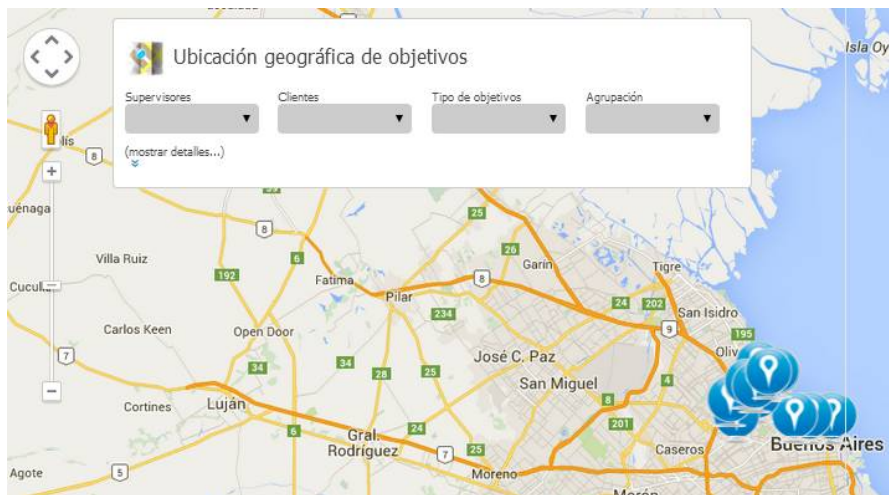 Isla Oy
Ubicación geográfica de objetivos
Supervisores
Clientes
Tipo de objetivos
Agrupación
lis
8
(mostrar detalles...)
uénaga
25
8
Villa Ruiz
6
26
Garín
Tigre
192
Fatima
8
Cucul
Pilar
24
202
234
San Isidro
Carlos Keen
Open Door
9
195
7
José C. Paz
Oliv
34
34
28
25
San Miguel
4
Cortines
Luján
8
6
Gral.
Rodríguez
24
201
Buenos Aires
7
25
Caseros
Agote
5
Moreno
Morón